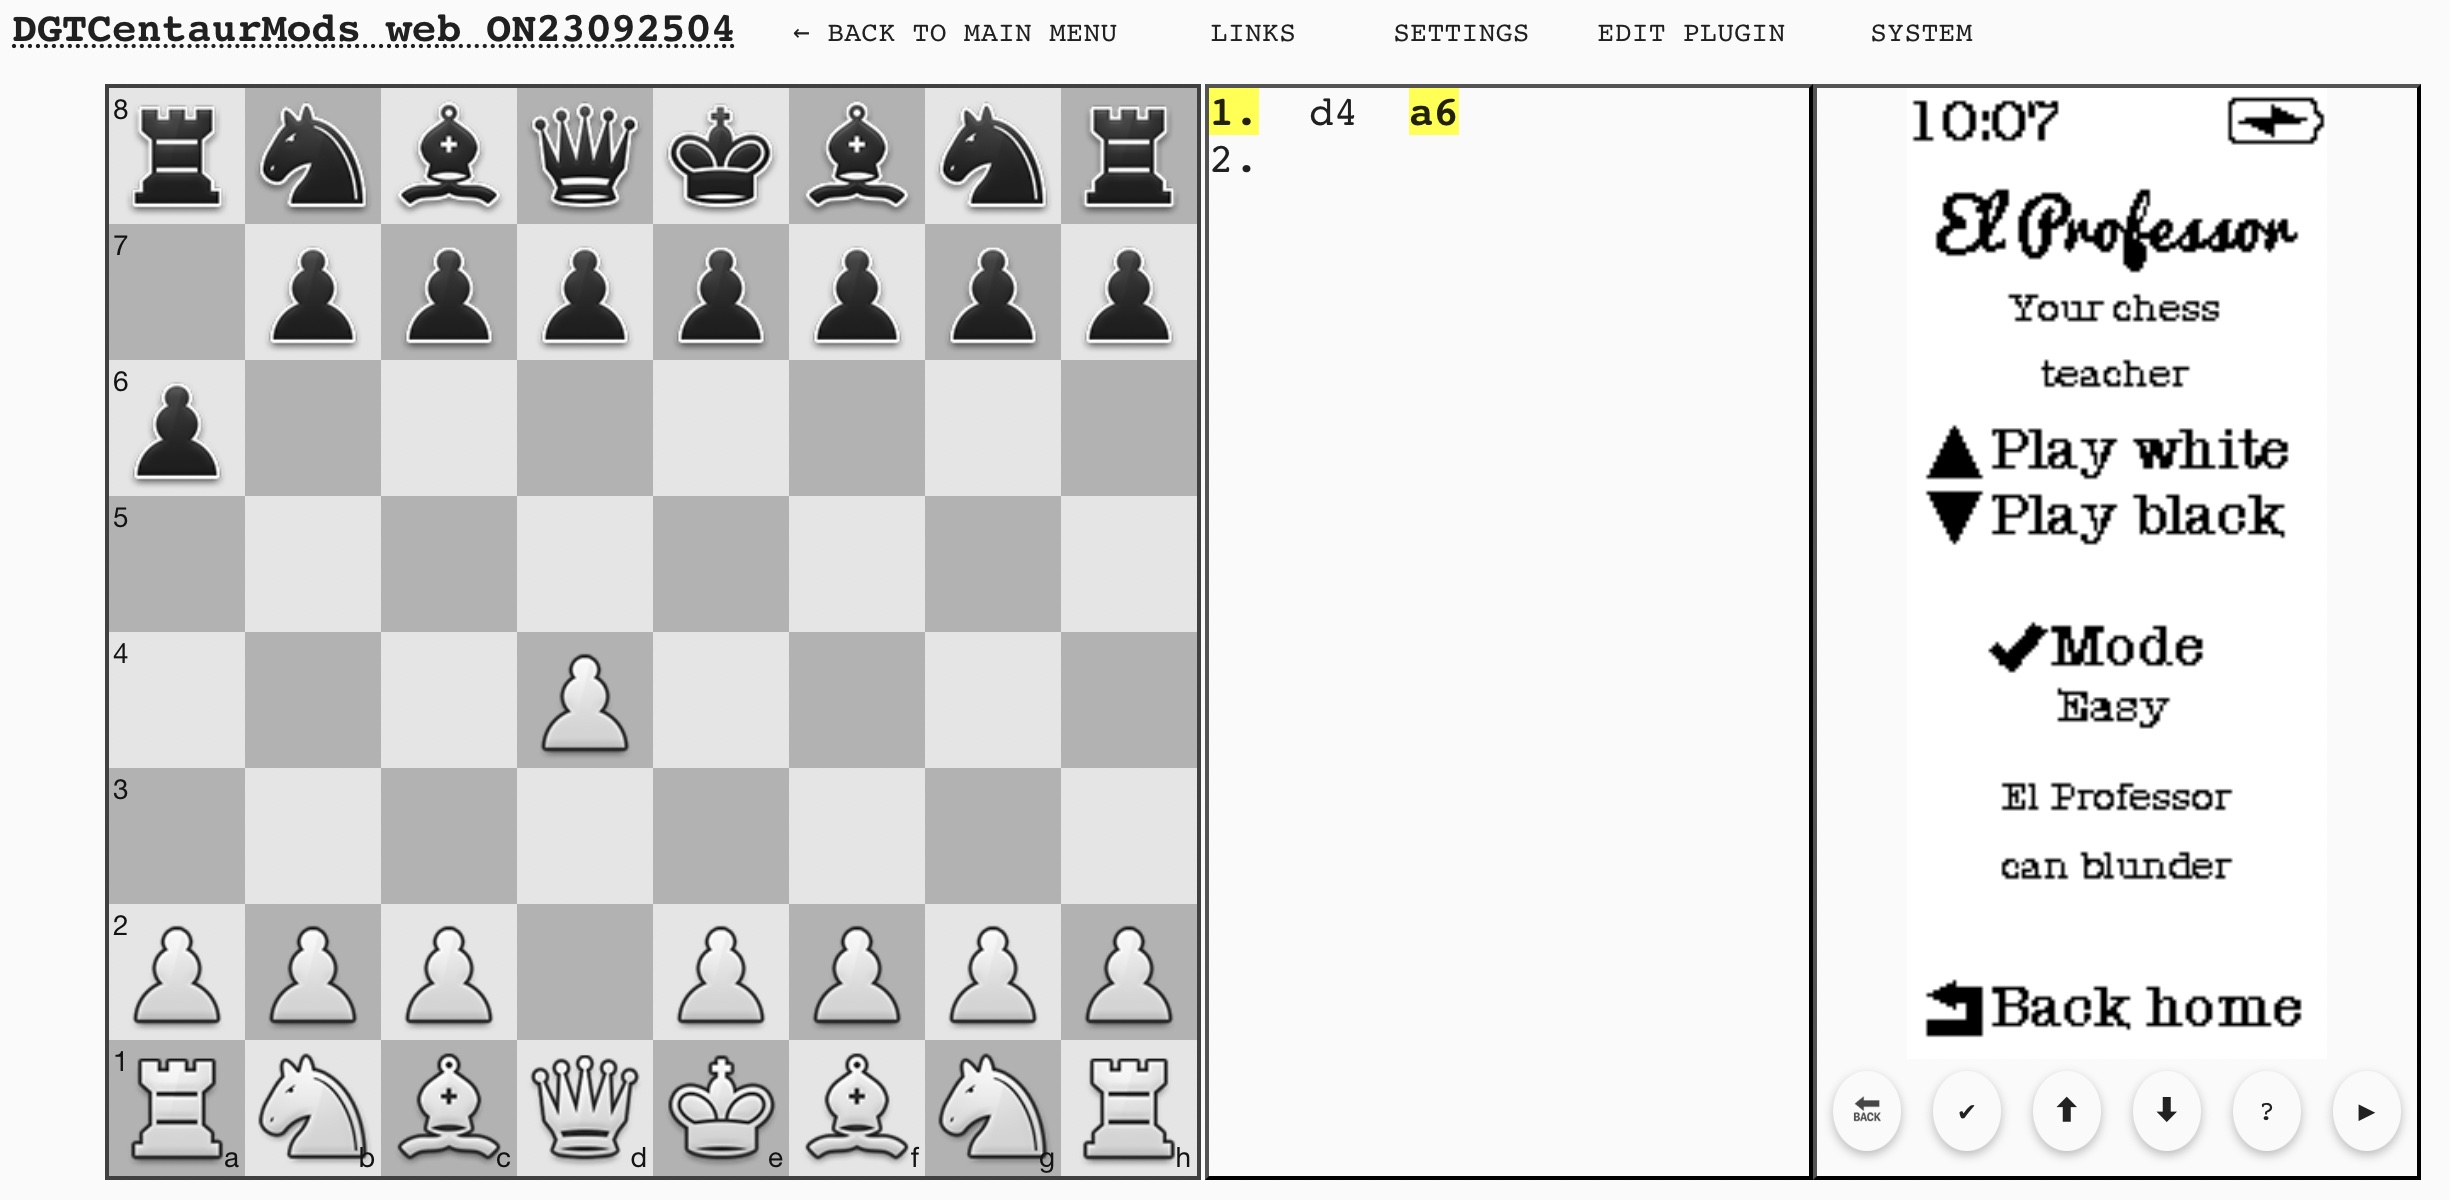 DGTCentaurMods web ON23092504 ← BACK TO MAIN MENU LINKS SETTINGS EDIT PLUGIN SYSTEM
8
7
6
5
4
3
2
1
a b c d e f g h
1. d4 a6
2.
10:07
El Professor
Your chess
teacher
▲Play white
▼Play black
✔Mode
Easy
El Professor
can blunder
Back home
BACK ✔ ⬆ ⬇ ? ▶